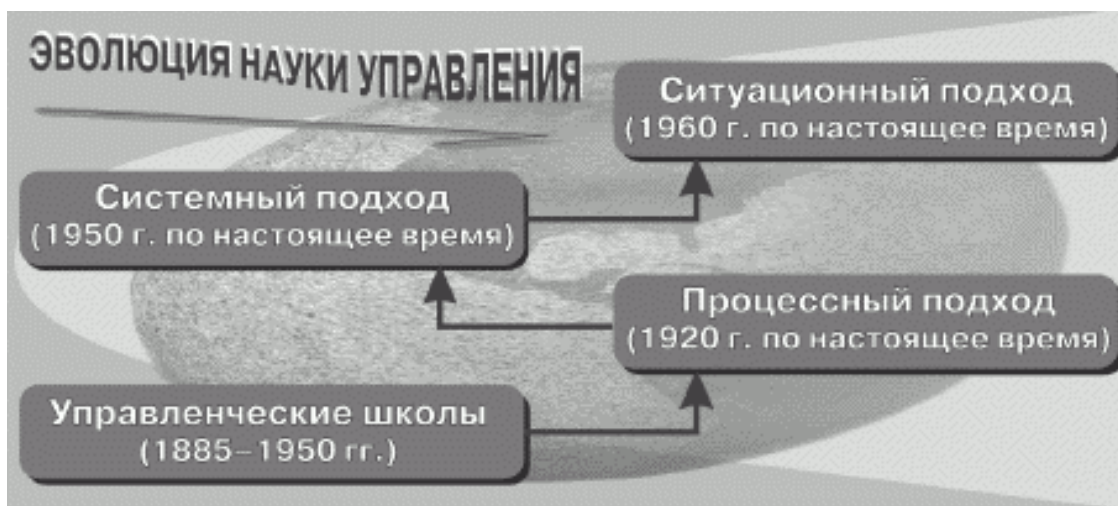 ЭВОЛЮЦИЯ НАУКИ УПРАВЛЕНИЯ
Ситуационный подход
(1960 г. по настоящее время)
Системный подход
(1950 г. по настоящее время)
Процессный подход
(1920 г. по настоящее время)
Управленческие школы
(1885–1950 гг.)